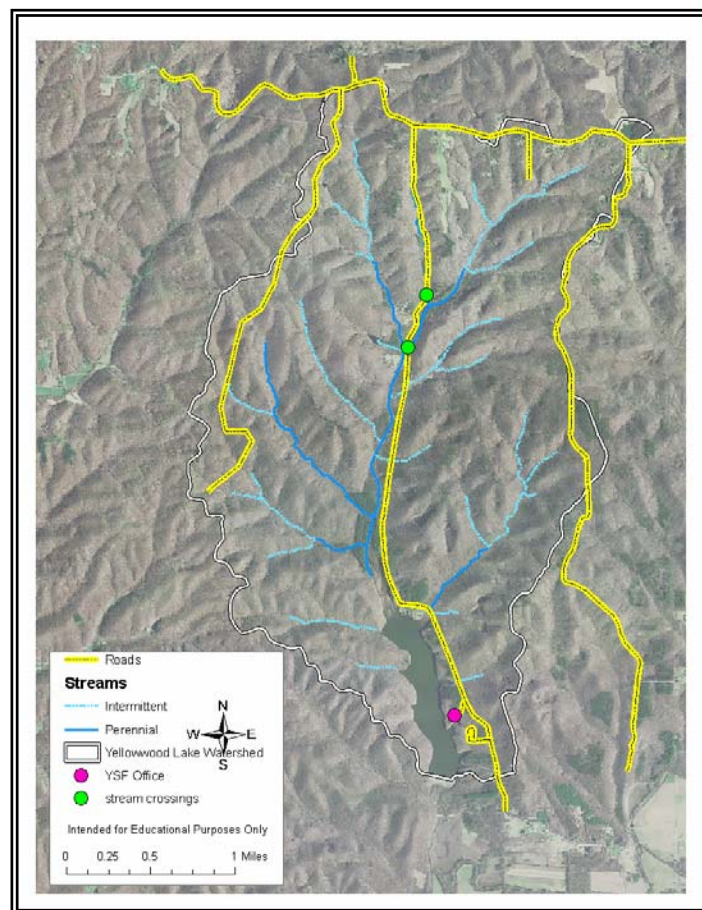 Roads
Streams
Intermittent
Perennial
Yellowwood Lake Watershed
YSF Office
stream crossings
N
W E
S
Intended for Educational Purposes Only
0 0.25 0.5 1 Miles